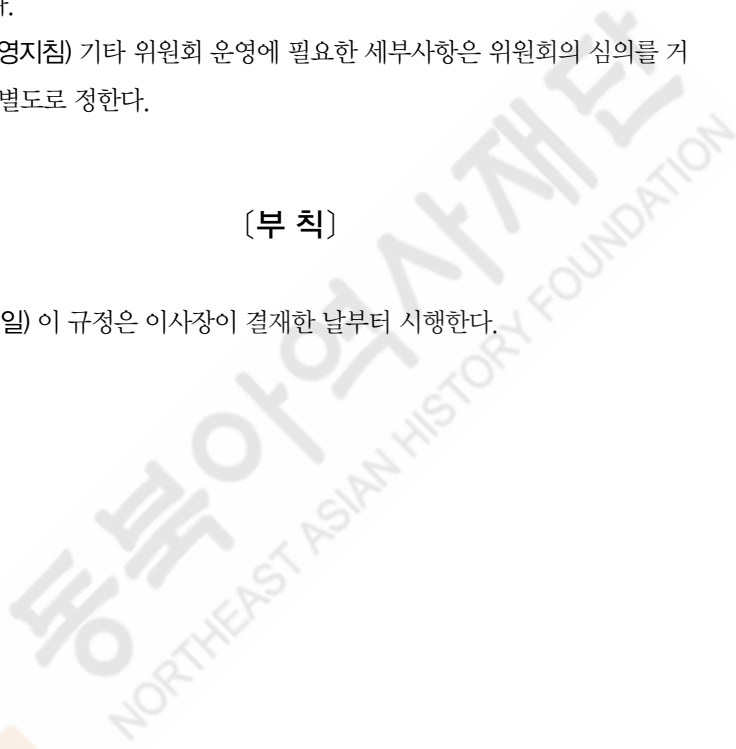 다.
영지침) 기타 위원회 운영에 필요한 세부사항은 위원회의 심의를 거
별도로 정한다.
〔부 칙〕
일) 이 규정은 이사장이 결재한 날부터 시행한다.
동북아역사재단
NORTHEAST ASIAN HISTORY FOUNDATION